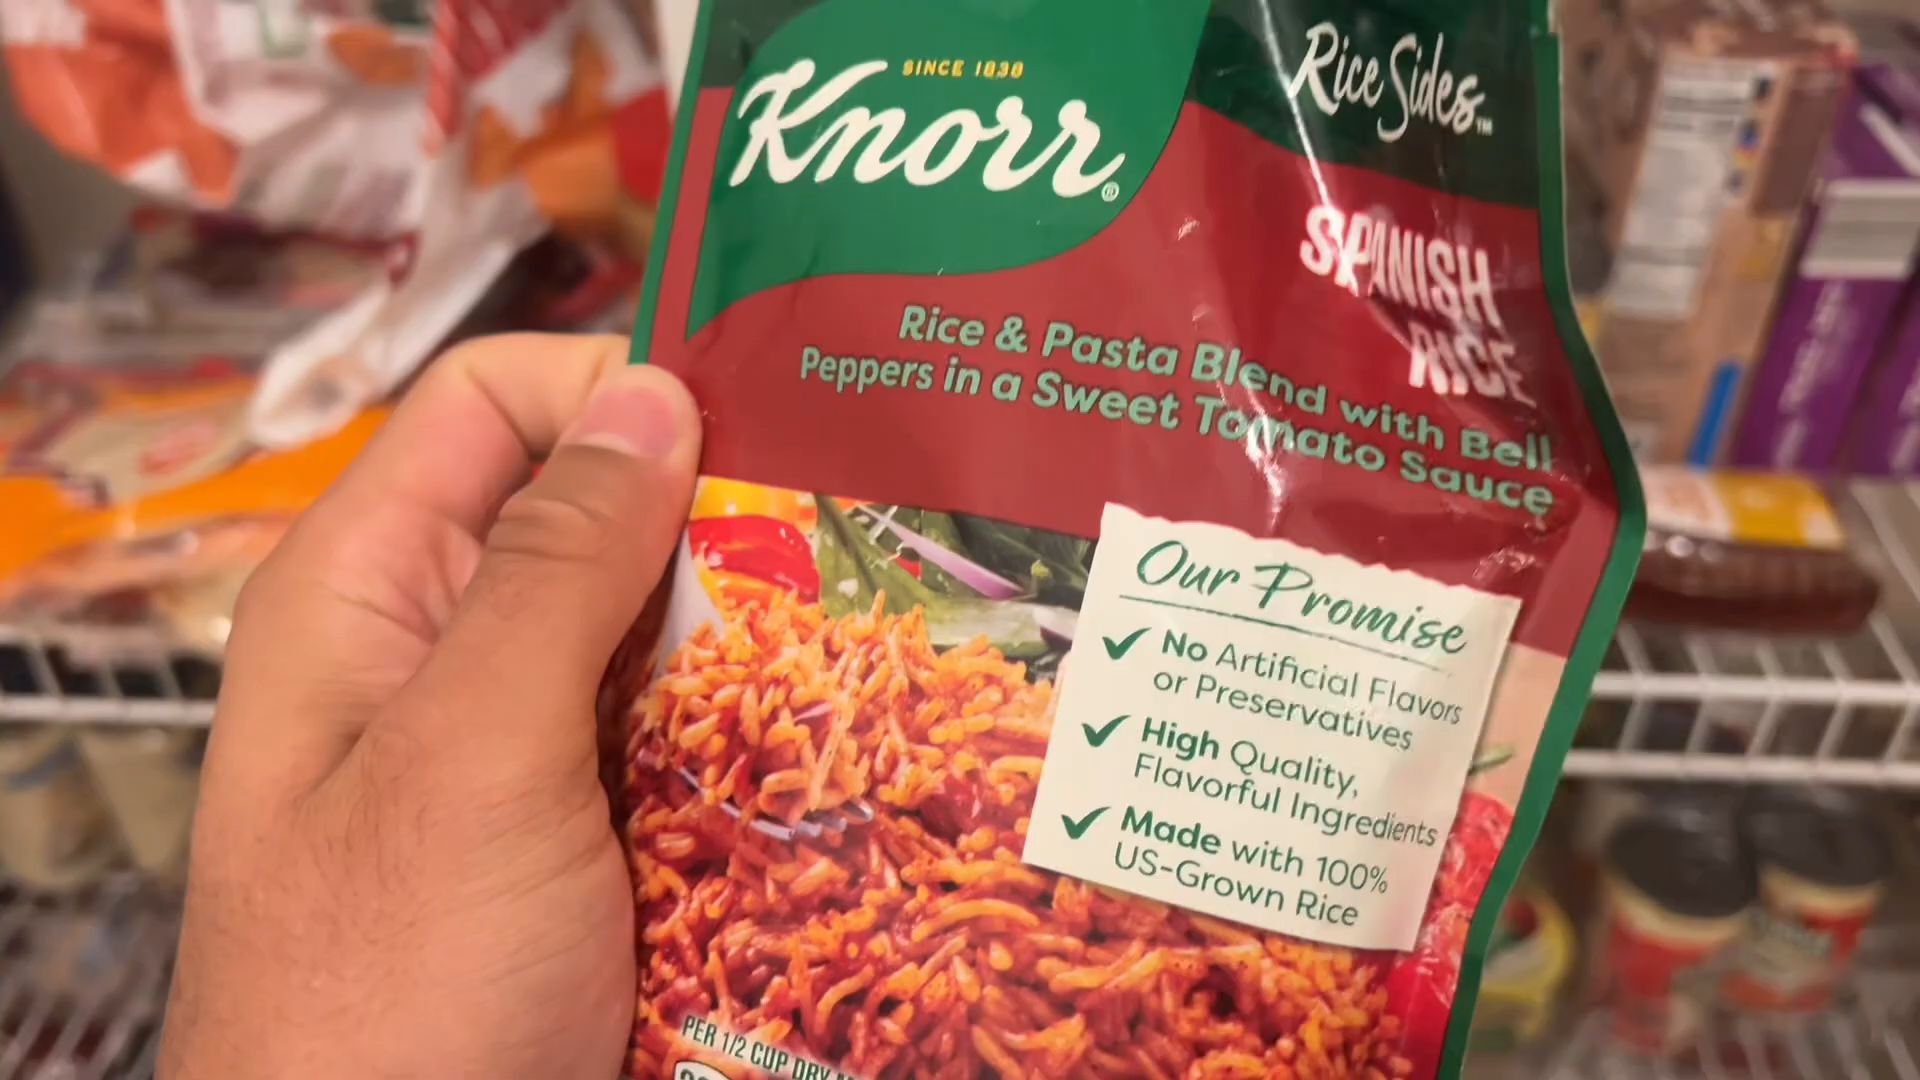 SINCE 1838
Knorr®
Rice Sides™
SPANISH
RICE
Rice & Pasta Blend with Bell
Peppers in a Sweet Tomato Sauce
Our Promise
No Artificial Flavors
or Preservatives
High Quality,
Flavorful Ingredients
Made with 100%
US-Grown Rice
PER 1/2 CUP DRY